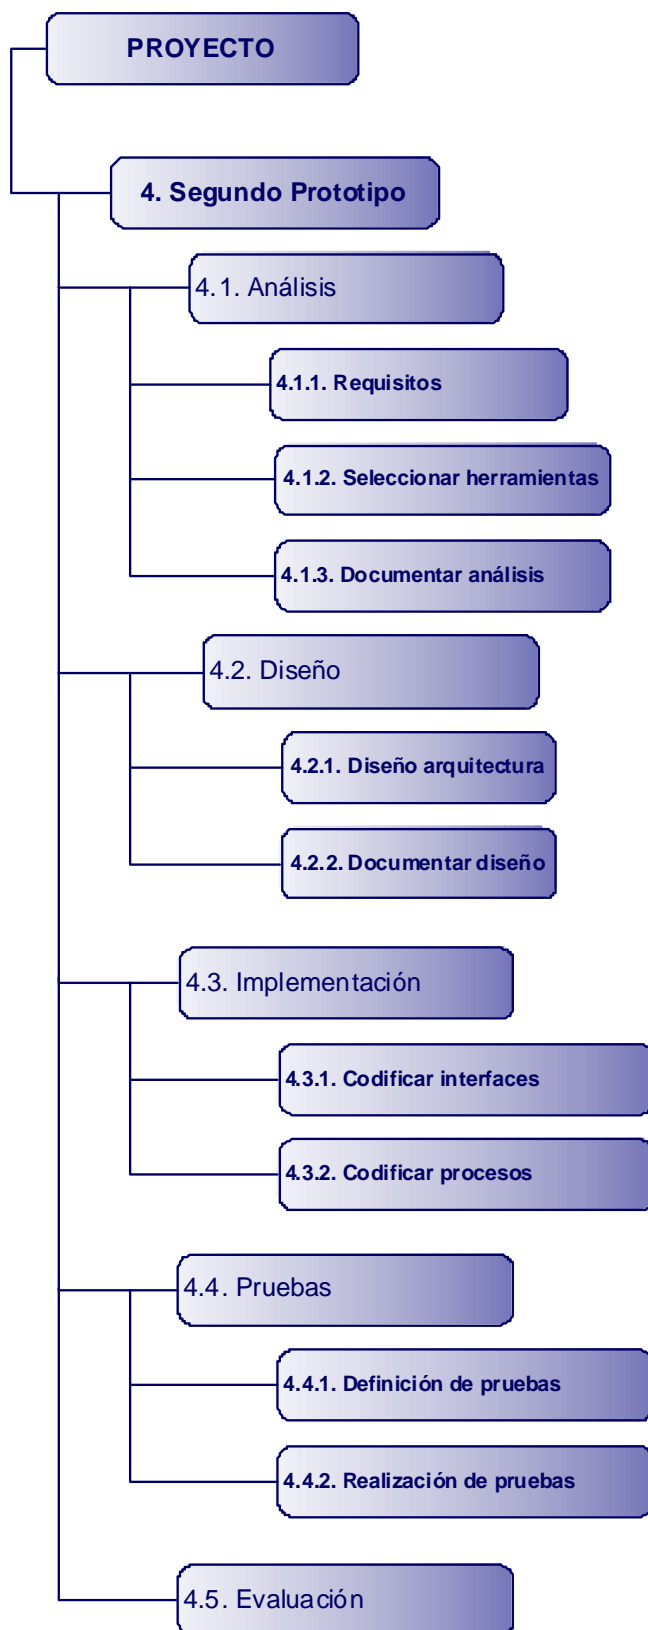 PROYECTO
4. Segundo Prototipo
4.1. Análisis
4.1.1. Requisitos
4.1.2. Seleccionar herramientas
4.1.3. Documentar análisis
4.2. Diseño
4.2.1. Diseño arquitectura
4.2.2. Documentar diseño
4.3. Implementación
4.3.1. Codificar interfaces
4.3.2. Codificar procesos
4.4. Pruebas
4.4.1. Definición de pruebas
4.4.2. Realización de pruebas
4.5. Evaluación